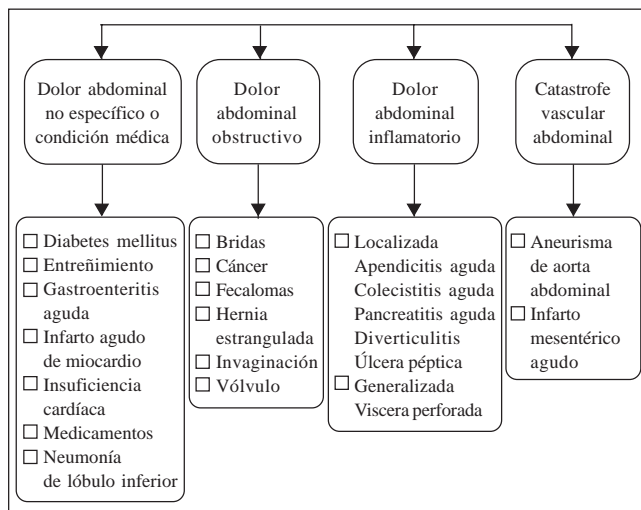 Dolor abdominal
no específico o
condición médica
Dolor
abdominal
obstructivo
Dolor
abdominal
inflamatorio
Catastrofe
vascular
abdominal
Diabetes mellitus
Entreñimiento
Gastroenteritis
aguda
Infarto agudo
de miocardio
Insuficiencia
cardíaca
Medicamentos
Neumonía
de lóbulo inferior
Bridas
Cáncer
Fecalomas
Hernia
estrangulada
Invaginación
Vólvulo
Localizada
Apendicitis aguda
Colecistitis aguda
Pancreatitis aguda
Diverticulitis
Úlcera péptica
Generalizada
Viscera perforada
Aneurisma
de aorta
abdominal
Infarto
mesentérico
agudo